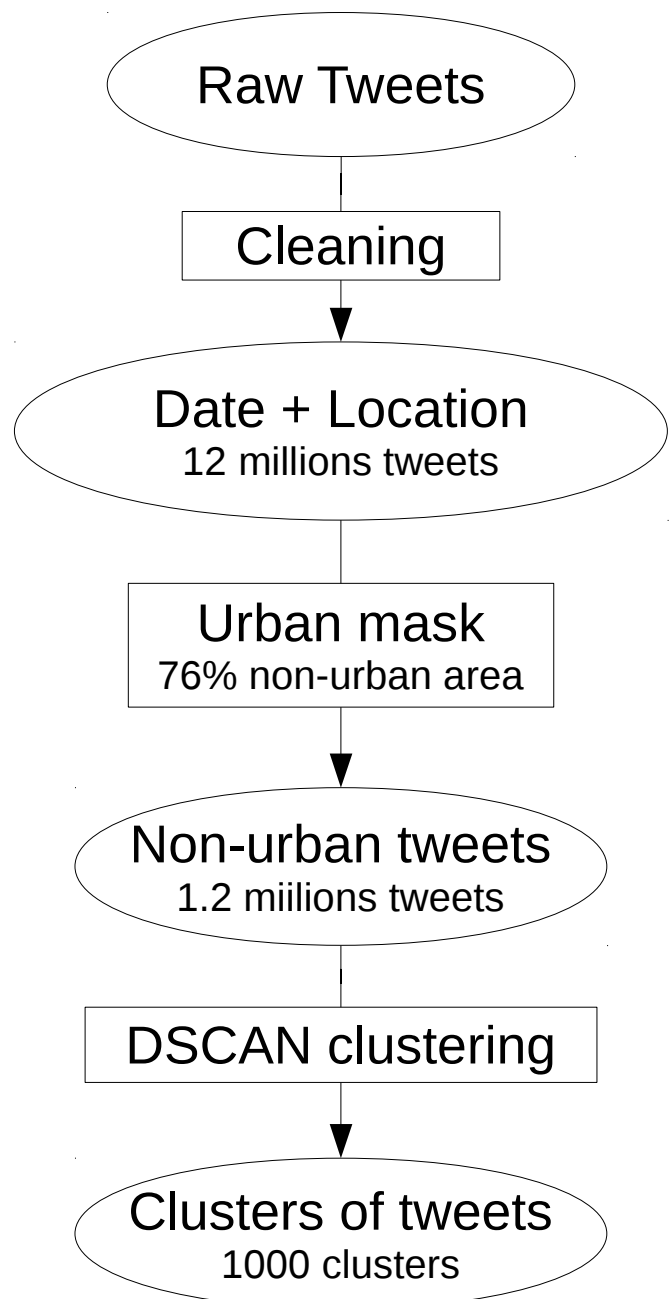 Raw Tweets
Cleaning
Date + Location
12 millions tweets
Urban mask
76% non-urban area
Non-urban tweets
1.2 miilions tweets
DSCAN clustering
Clusters of tweets
1000 clusters